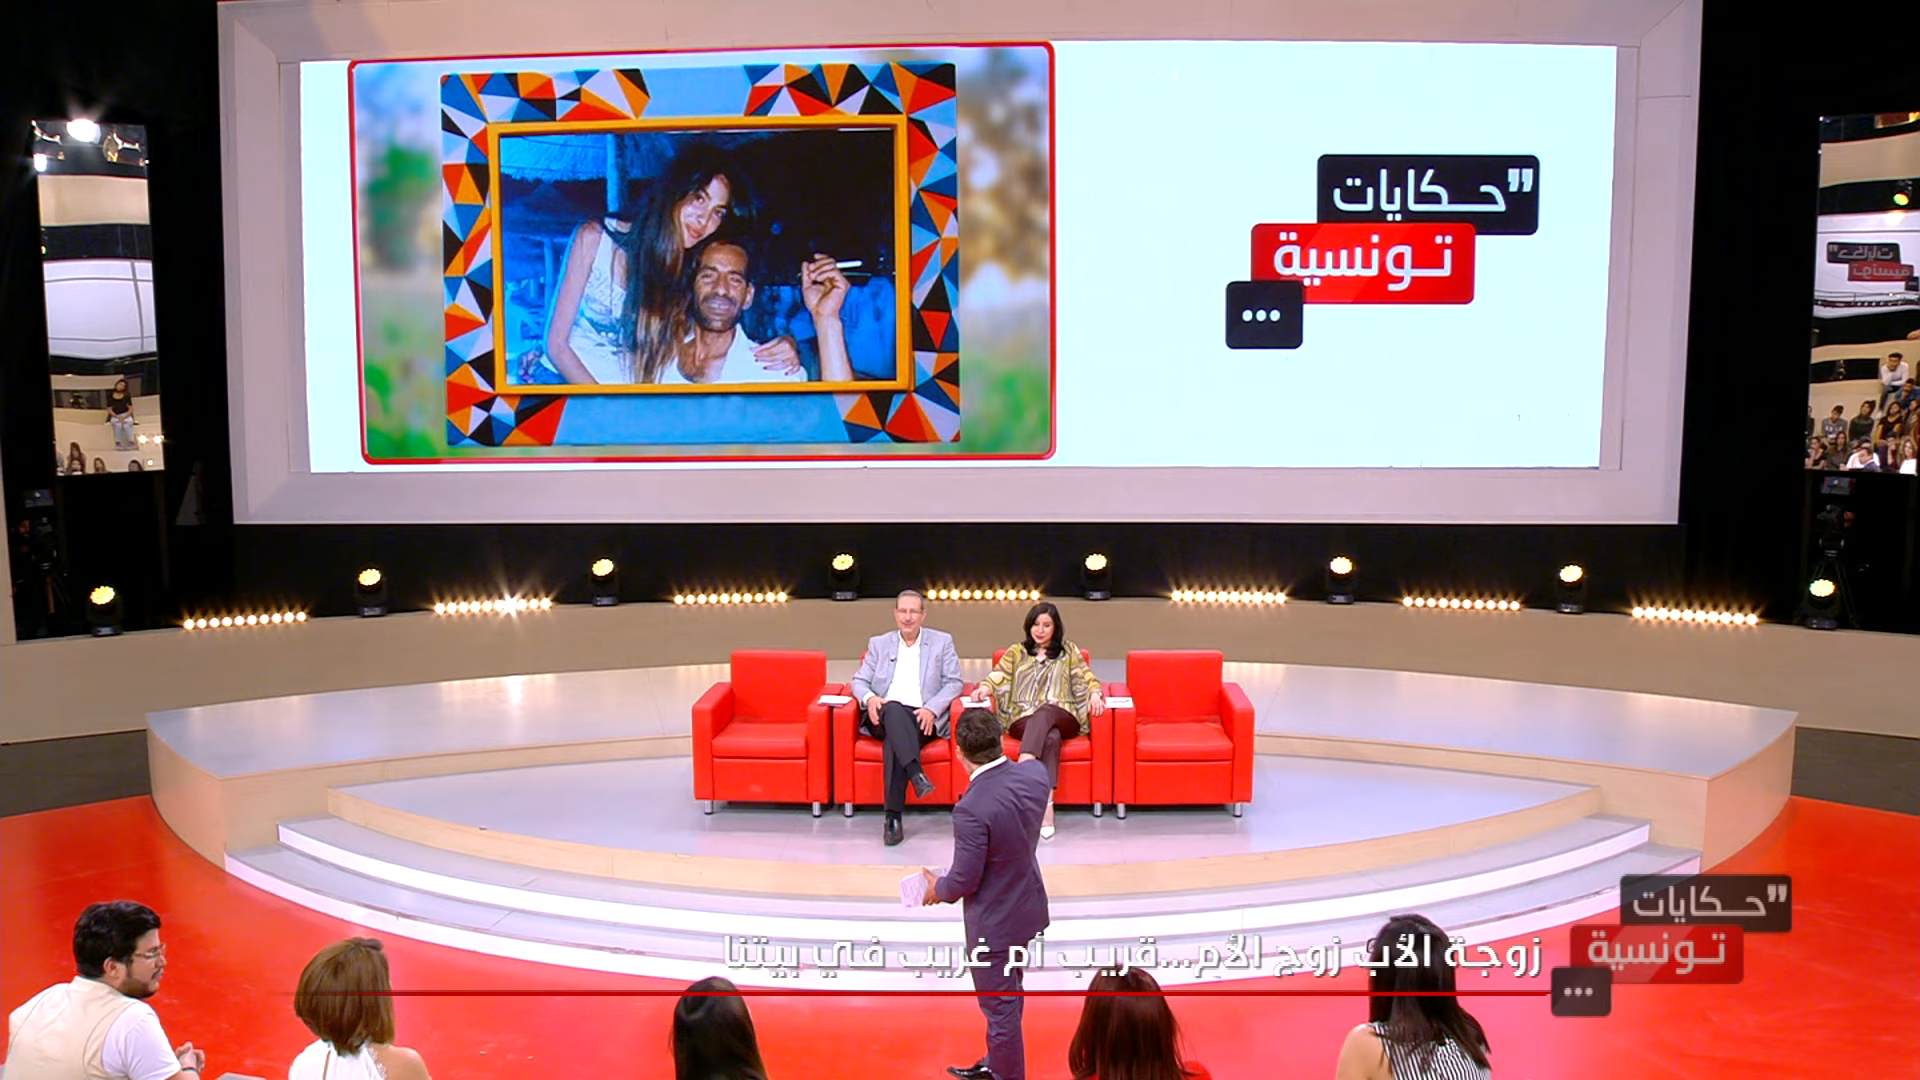 "حكايات
تونسية
...
زوجة الأب زوج الأم...قريب أم غريب في بيتنا
"حكايات
تونسية
...